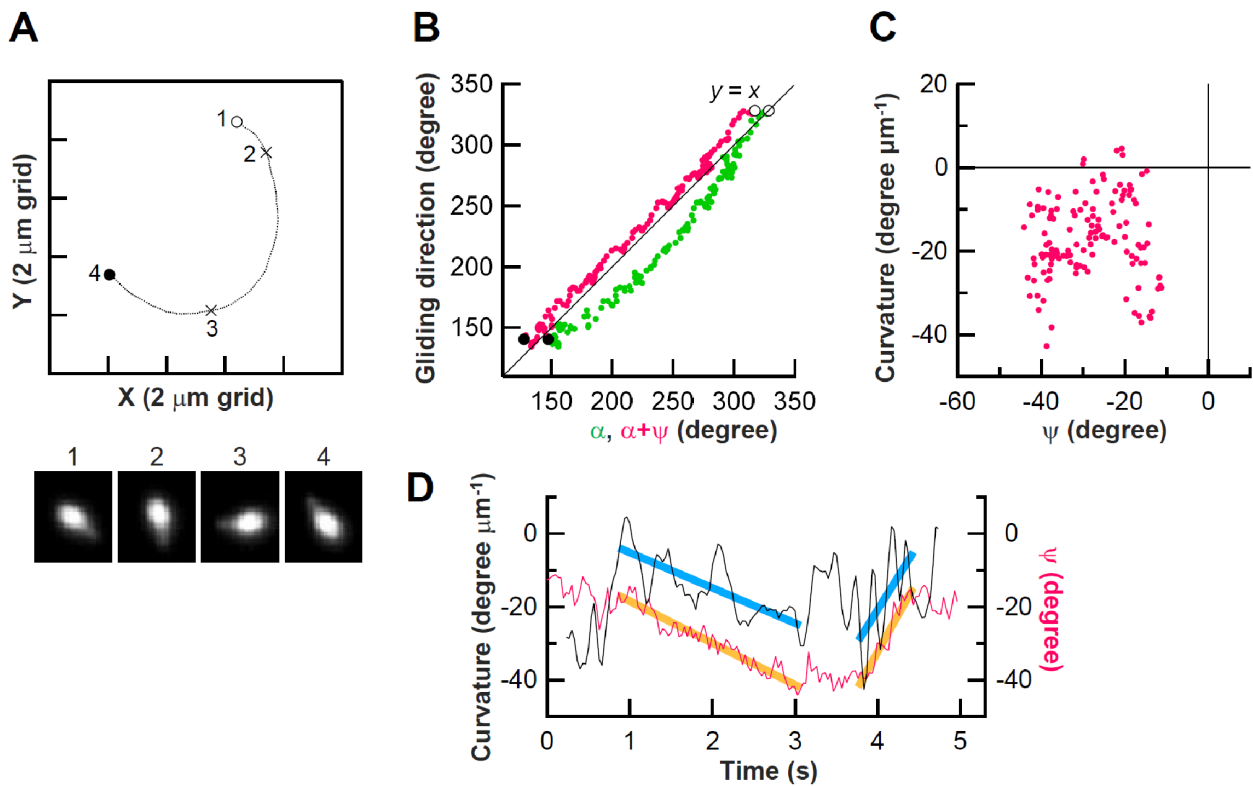 A
1
2
3
4
Y (2 μm grid)
X (2 μm grid)
1 2 3 4
B
Gliding direction (degree)
350
300
250
200
150
y = x
150 200 250 300 350
α, α+ψ (degree)
C
Curvature (degree μm-1)
20
0
-20
-40
-60 -40 -20 0
ψ (degree)
D
Curvature (degree μm-1)
0
-20
-40
0
-20
-40
ψ (degree)
0 1 2 3 4 5
Time (s)